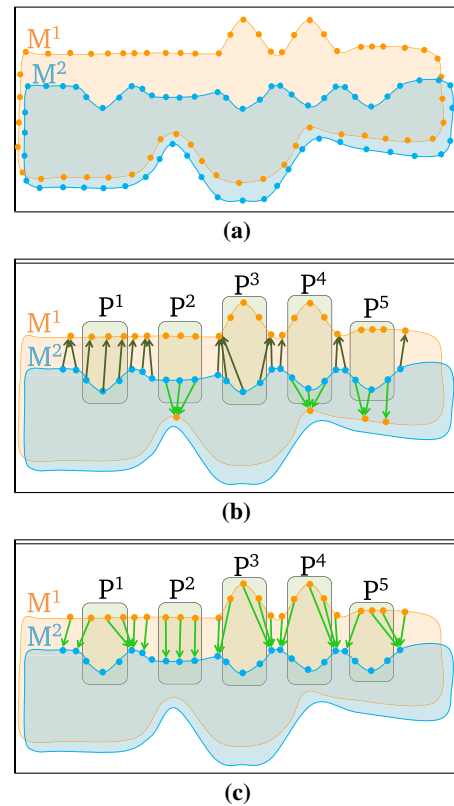 M¹
M²
(a)
P¹ P² P³ P⁴ P⁵
M¹
M²
(b)
P¹ P² P³ P⁴ P⁵
M¹
M²
(c)